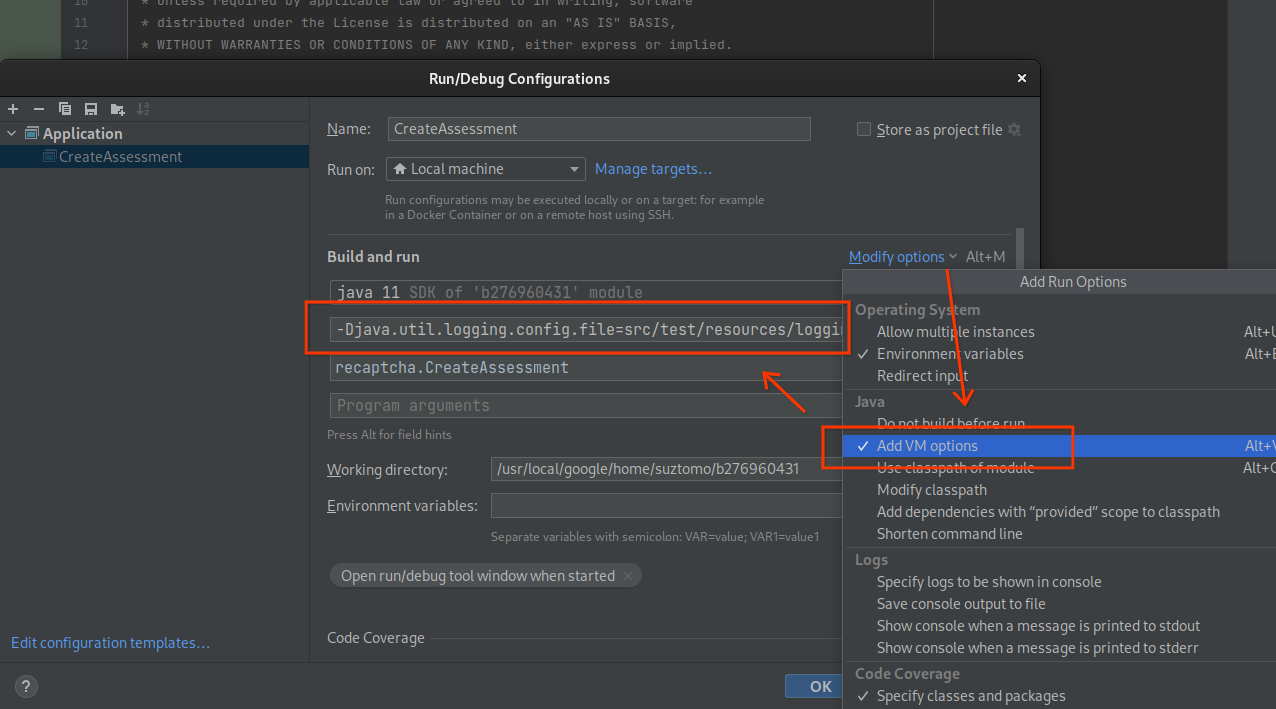 10 * Unless required by applicable law or agreed to in writing, software
11 * distributed under the License is distributed on an "AS IS" BASIS,
12 * WITHOUT WARRANTIES OR CONDITIONS OF ANY KIND, either express or implied.
Run/Debug Configurations
Application
CreateAssessment
Edit configuration templates...
?
Name: CreateAssessment
Store as project file
Run on: Local machine Manage targets...
Run configurations may be executed locally or on a target: for example
in a Docker Container or on a remote host using SSH.
Build and run
Modify options Alt+M
java 11 SDK of 'b276960431' module
-Djava.util.logging.config.file=src/test/resources/loggin
recaptcha.CreateAssessment
Program arguments
Press Alt for field hints
Working directory: /usr/local/google/home/suztomo/b276960431
Environment variables:
Separate variables with semicolon: VAR=value; VAR1=value1
Open run/debug tool window when started
Code Coverage
OK
Add Run Options
Operating System
Allow multiple instances Alt+U
Environment variables Alt+E
Redirect input
Java
Do not build before run
Add VM options Alt+V
Use classpath of module Alt+O
Modify classpath
Add dependencies with “provided” scope to classpath
Shorten command line
Logs
Specify logs to be shown in console
Save console output to file
Show console when a message is printed to stdout
Show console when a message is printed to stderr
Code Coverage
Specify classes and packages